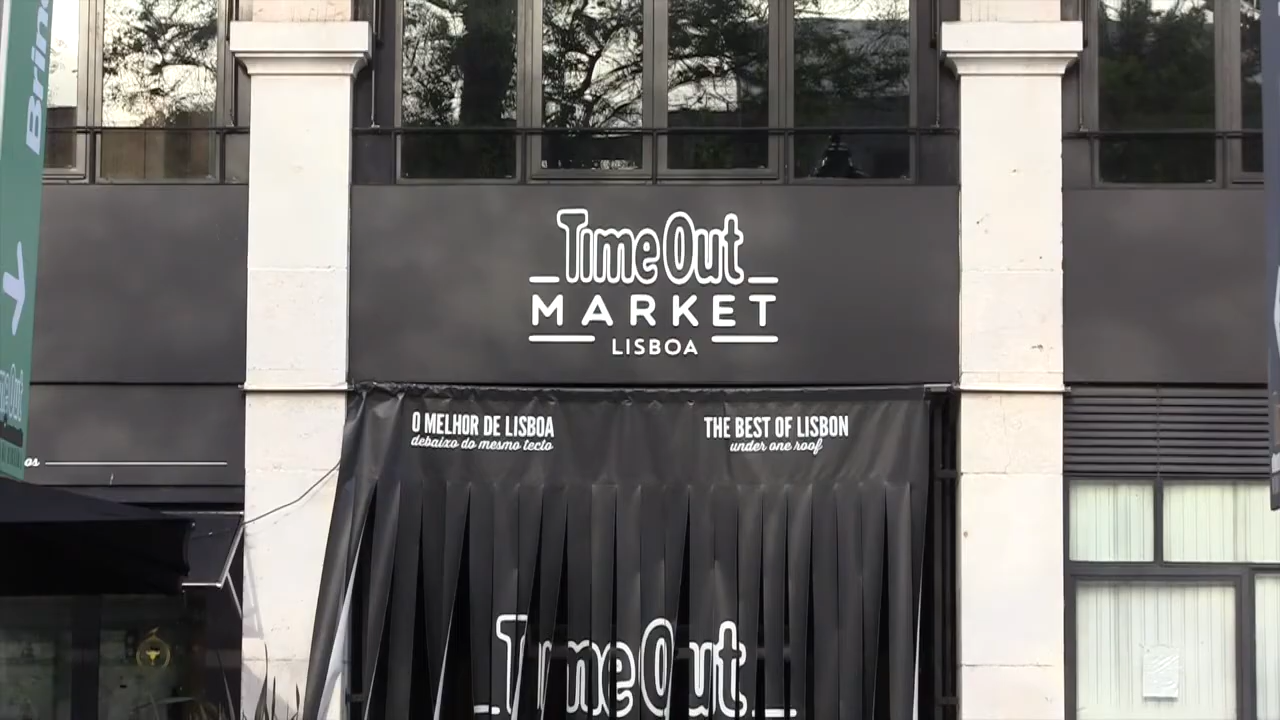 Time Out
MARKET
LISBOA
O MELHOR DE LISBOA
debaixo do mesmo tecto
THE BEST OF LISBON
under one roof
Time Out